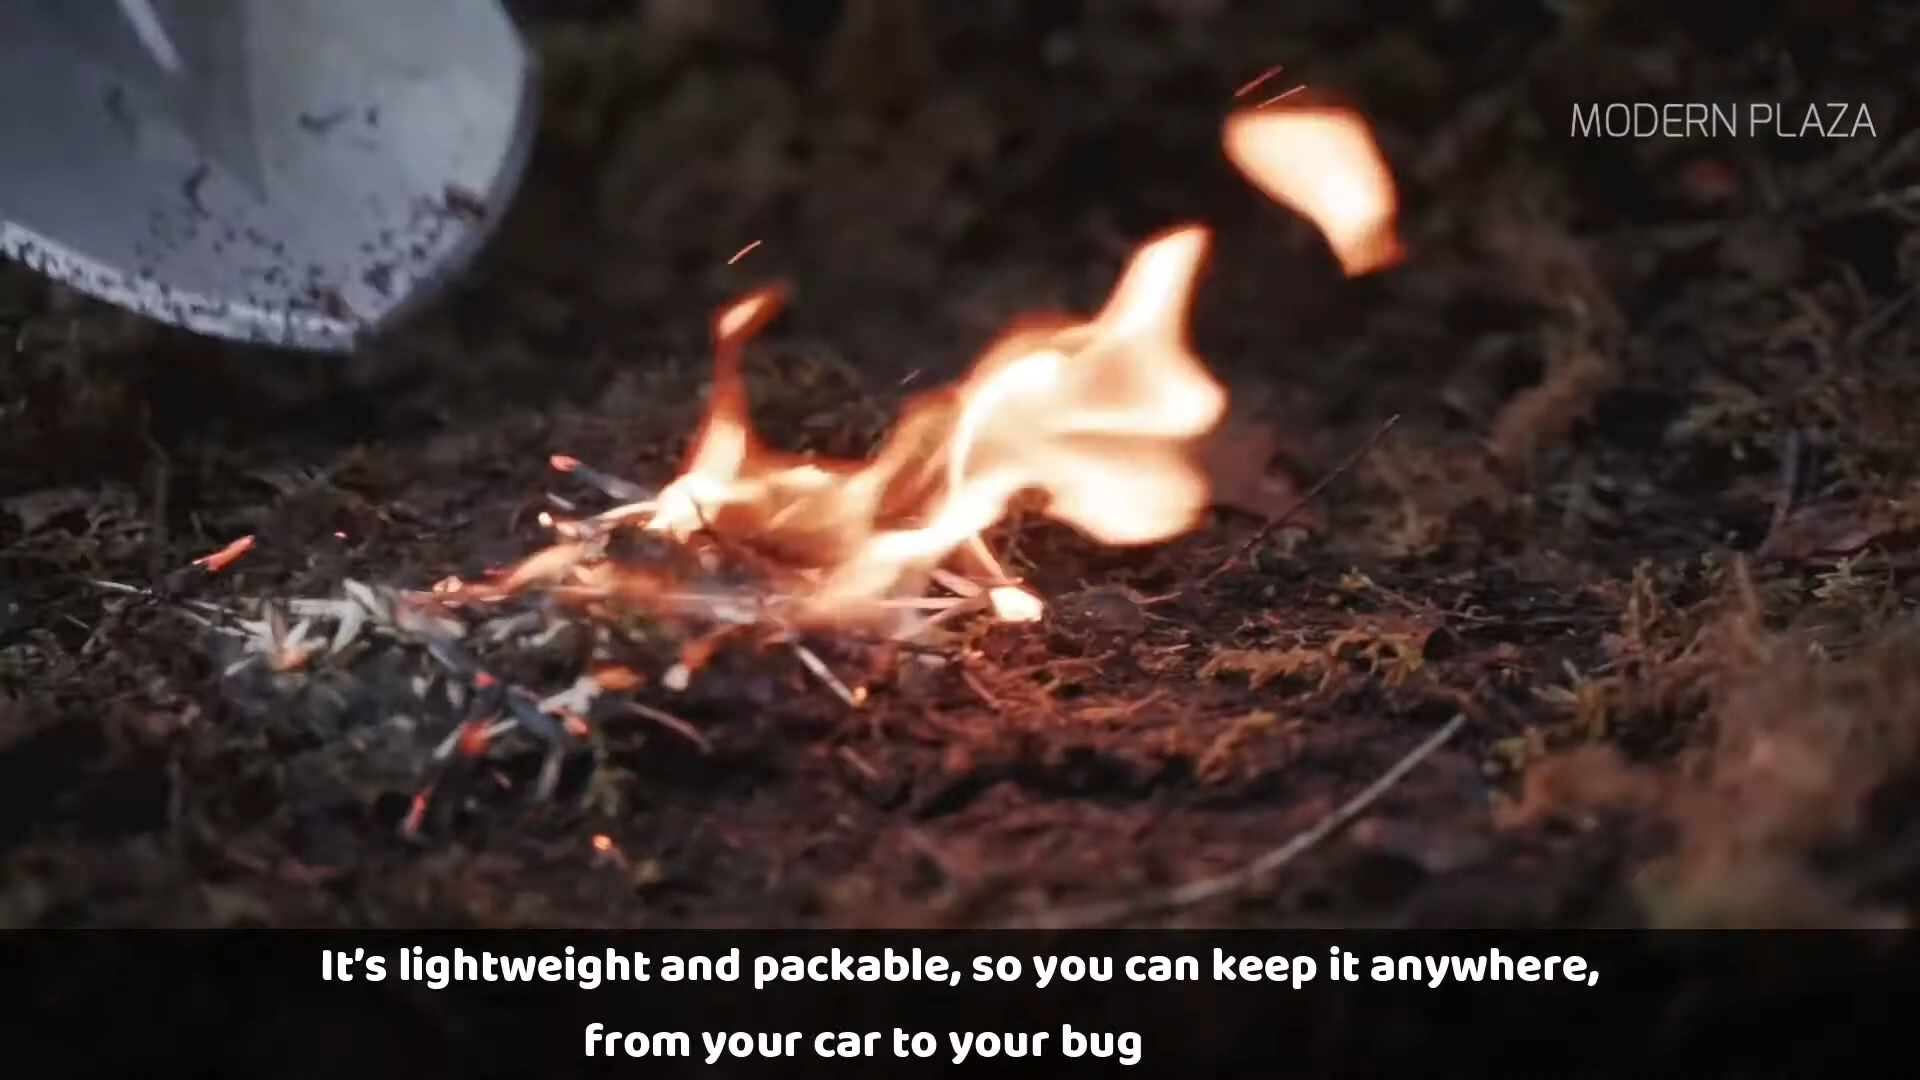 MODERN PLAZA
It's lightweight and packable, so you can keep it anywhere,
from your car to your bug